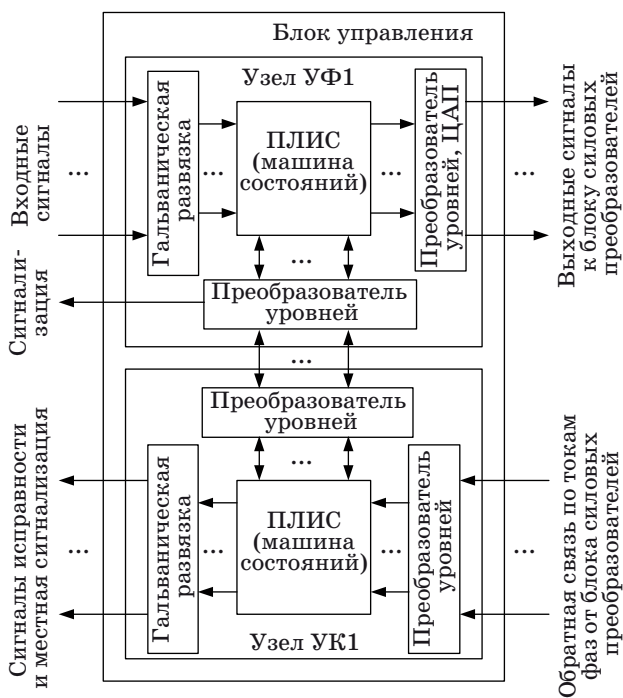 Блок управления
Узел УФ1
Входные
сигналы
...
Гальваническая
развязка
...
ПЛИС
(машина
состояний)
...
Преобразователь
уровней, ЦАП
...
Выходные сигналы
к блоку силовых
преобразователей
...
Сигнали-
зация
Преобразователь
уровней
...
Преобразователь
уровней
...
Сигналы исправности
и местная сигнализация
...
Гальваническая
развязка
...
ПЛИС
(машина
состояний)
...
Преобразователь
уровней
...
Обратная связь по токам
фаз от блока силовых
преобразователей
Узел УК1